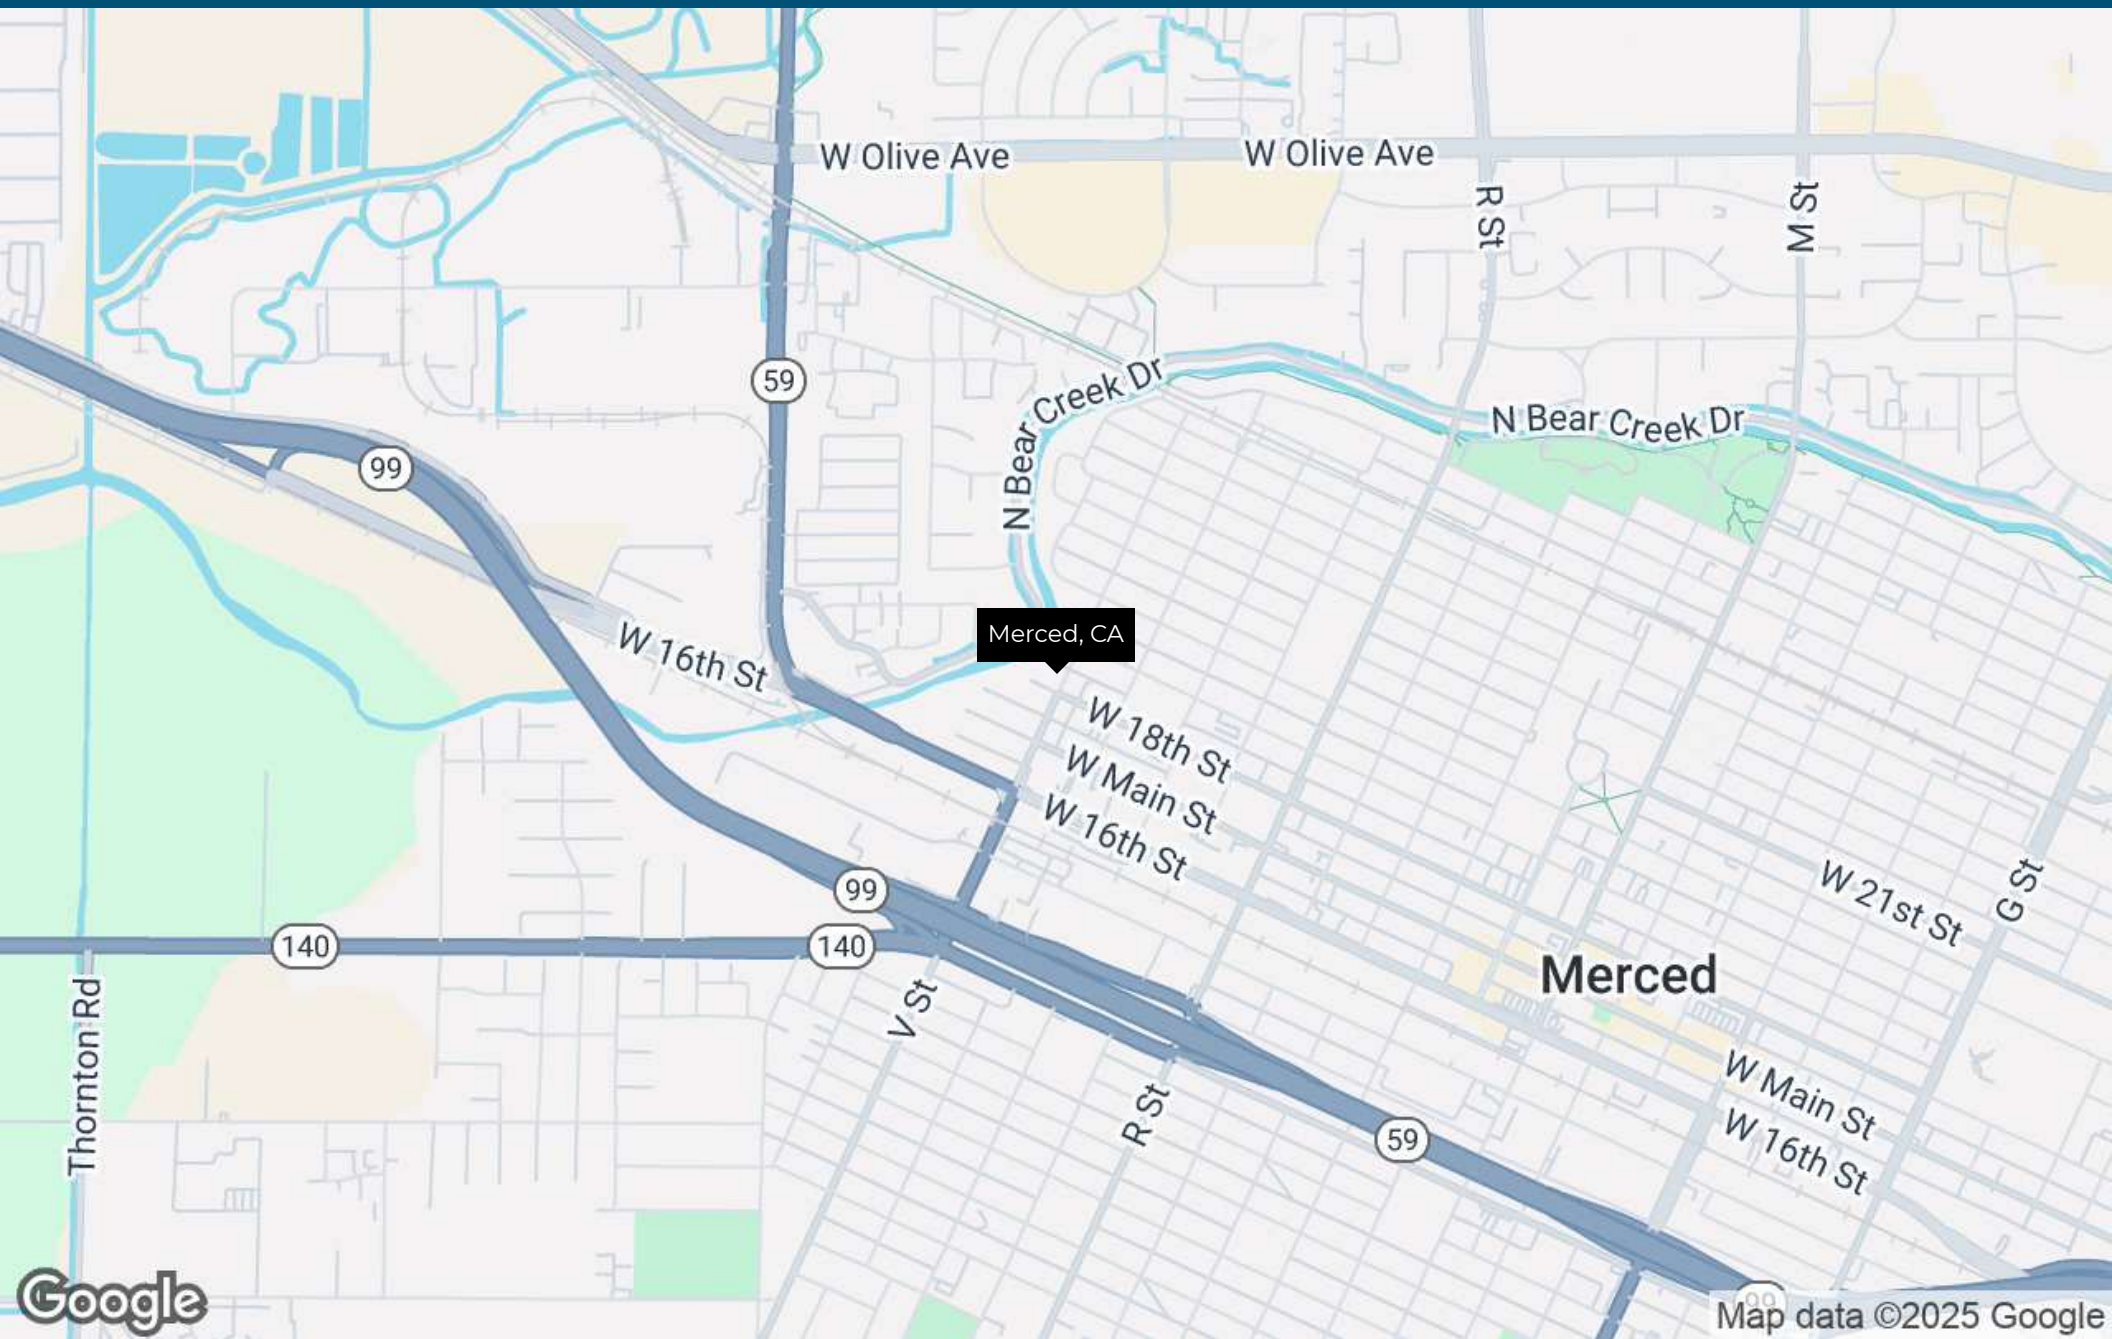 W Olive Ave
W Olive Ave
R St
M St
59
N Bear Creek Dr
N Bear Creek Dr
99
Merced, CA
W 16th St
W 18th St
W Main St
W 16th St
99
W 21st St
G St
140
140
Merced
V St
Thornton Rd
R St
W Main St
59
W 16th St
99
Google
Map data ©2025 Google